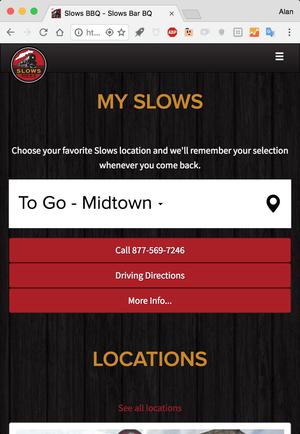 Slows BBQ - Slows Bar BQ
Alan
ht...
ABP
SLOWS
MY SLOWS
Choose your favorite Slows location and we'll remember your selection
whenever you come back.
To Go - Midtown
Call 877-569-7246
Driving Directions
More Info...
LOCATIONS
See all locations